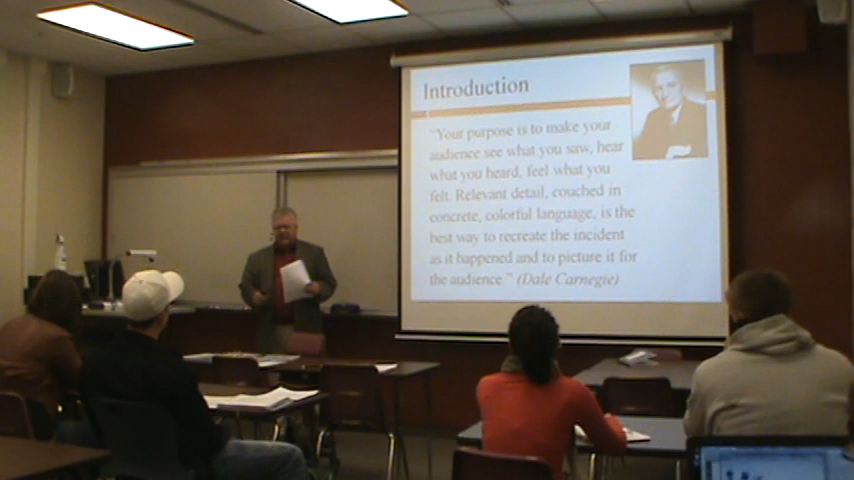 Introduction
"Your purpose is to make your
audience see what you saw, hear
what you heard, feel what you
felt. Relevant detail, couched in
concrete, colorful language, is the
best way to recreate the incident
as it happened and to picture it for
the audience." (Dale Carnegie)